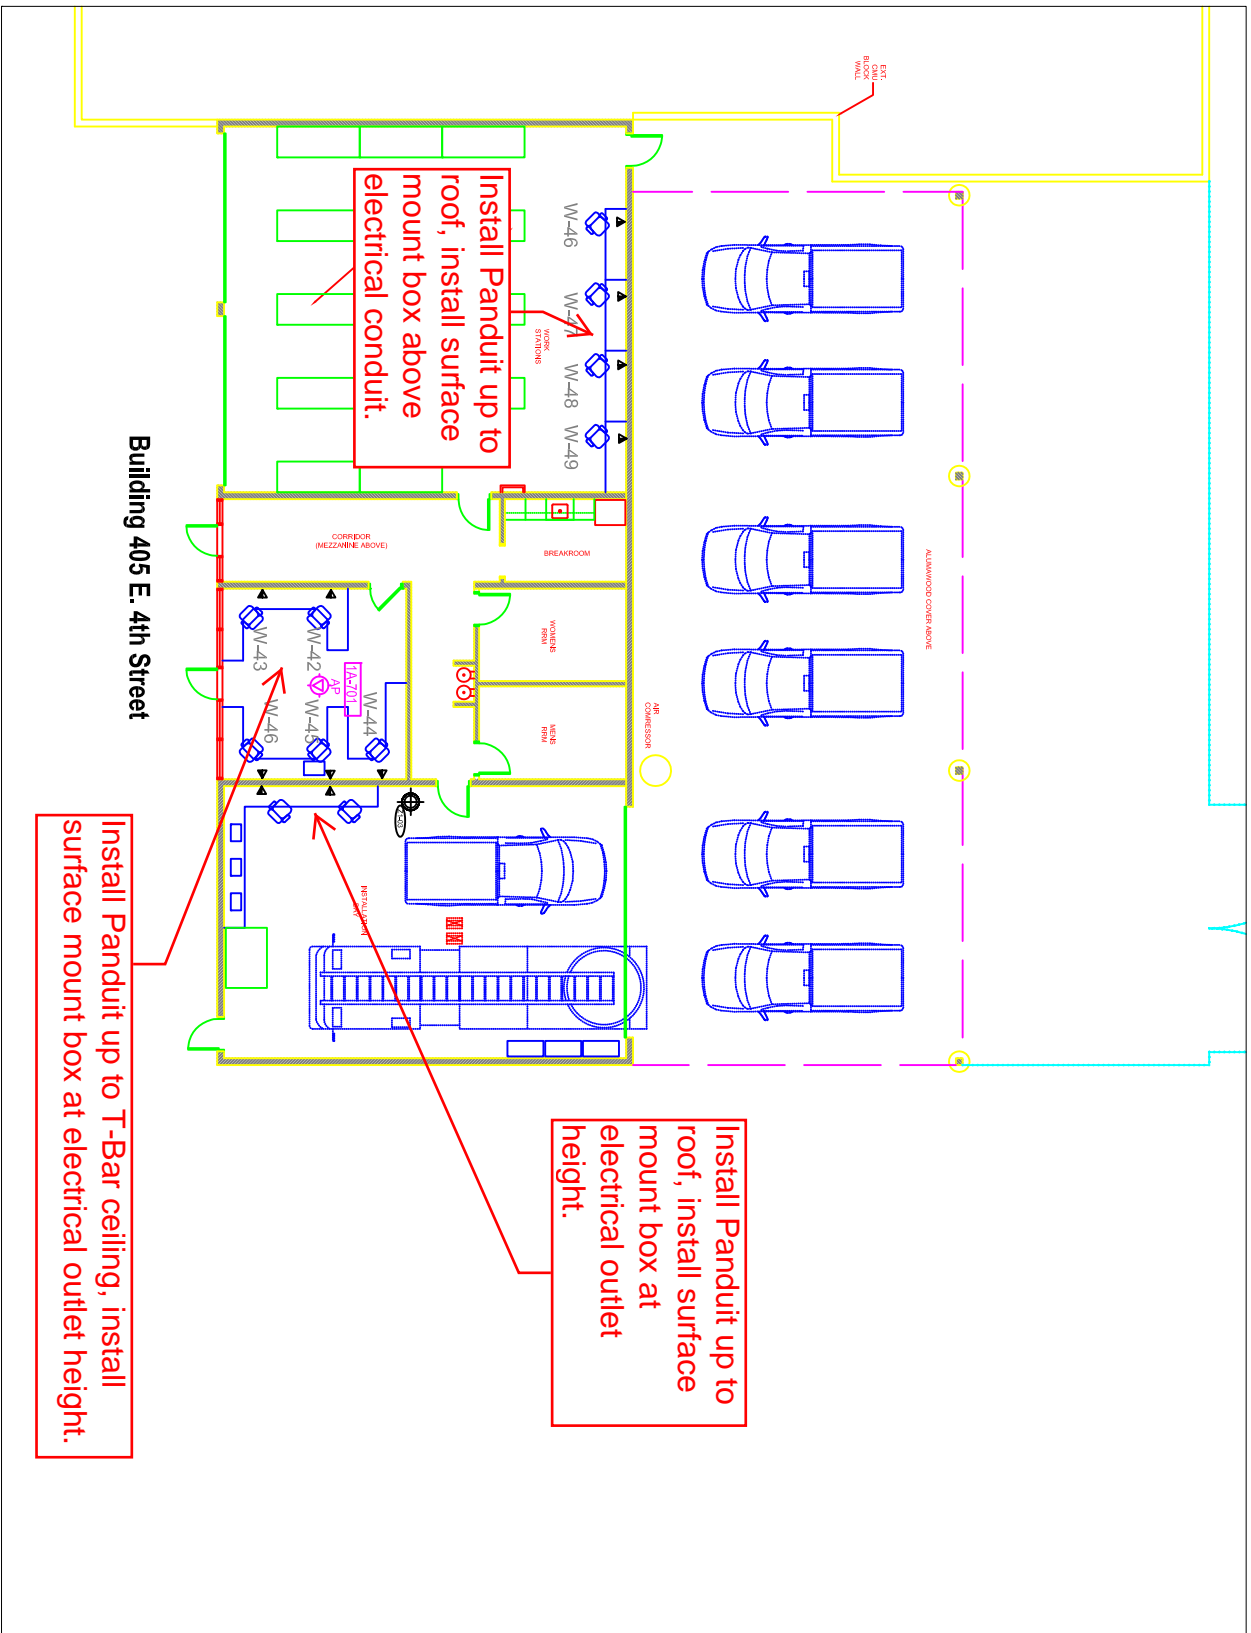 EXT.
CMU
BLOCK
WALL
ALUMAWOOD COVER ABOVE
AIR
COMRESSOR
Install Panduit up to
roof, install surface
mount box at
electrical outlet
height.
W-46
W-47
W-48
W-49
WORK
STATIONS
BREAKROOM
WOMENS
RRM
MENS
RRM
Install Panduit up to
roof, install surface
mount box above
electrical conduit.
CORRIDOR
(MEZZANINE ABOVE)
W-44
1A-701
AP
W-42
W-45
W-43
W-46
INSTALLATION
Building 405 E. 4th Street
Install Panduit up to T-Bar ceiling, install
surface mount box at electrical outlet height.